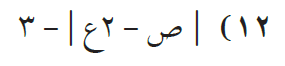 ١٢) | ص − ٢ع | − ٣